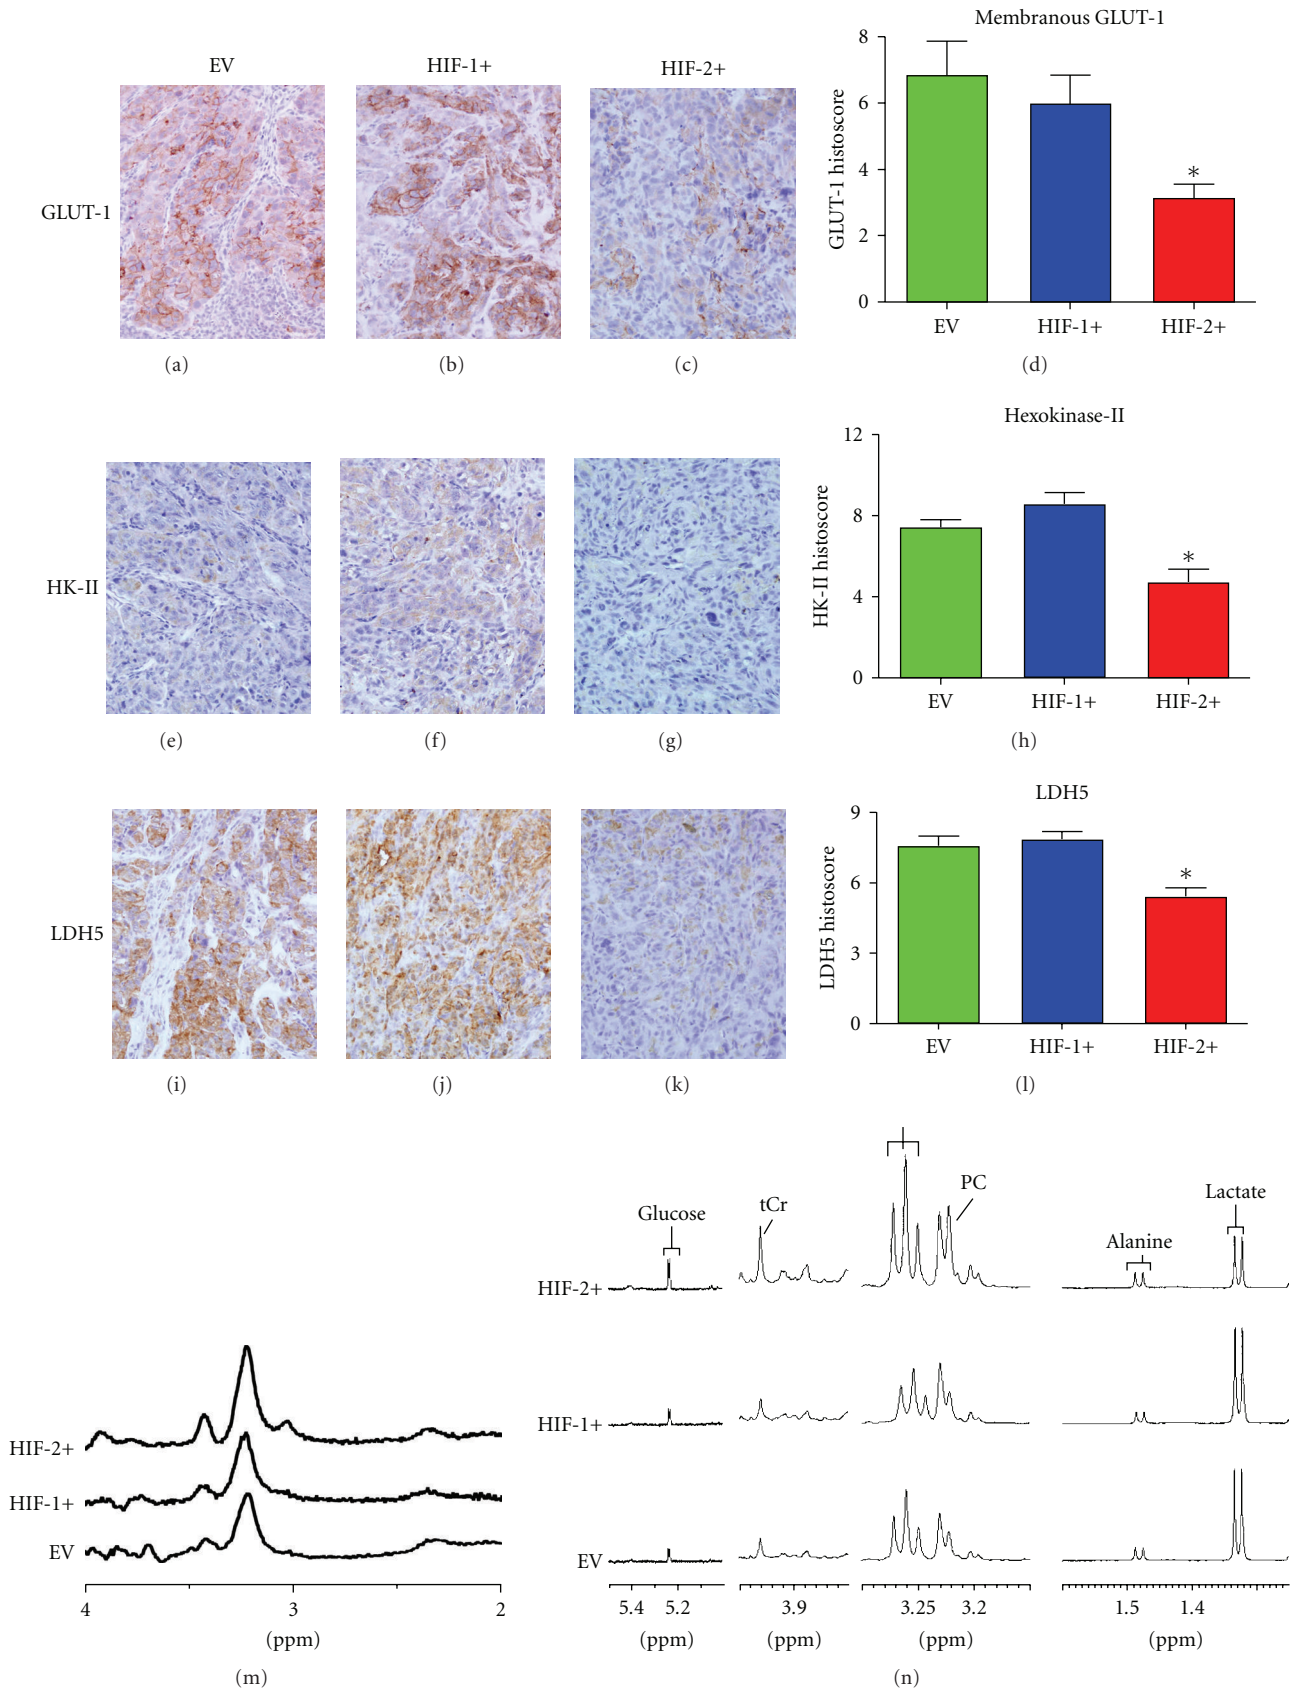 EV
HIF-1+
HIF-2+
GLUT-1
(a)
(b)
(c)
Membranous GLUT-1
GLUT-1 histoscore
8
6
4
2
0
*
EV
HIF-1+
HIF-2+
(d)
HK-II
(e)
(f)
(g)
Hexokinase-II
HK-II histoscore
12
8
4
0
*
EV
HIF-1+
HIF-2+
(h)
LDH5
(i)
(j)
(k)
LDH5
LDH5 histoscore
9
6
3
0
*
EV
HIF-1+
HIF-2+
(l)
HIF-2+
HIF-1+
EV
4
3
2
(ppm)
(m)
Glucose
tCr
PC
Alanine
Lactate
HIF-2+
HIF-1+
EV
5.4
5.2
3.9
3.25
3.2
1.5
1.4
(ppm)
(ppm)
(ppm)
(ppm)
(n)